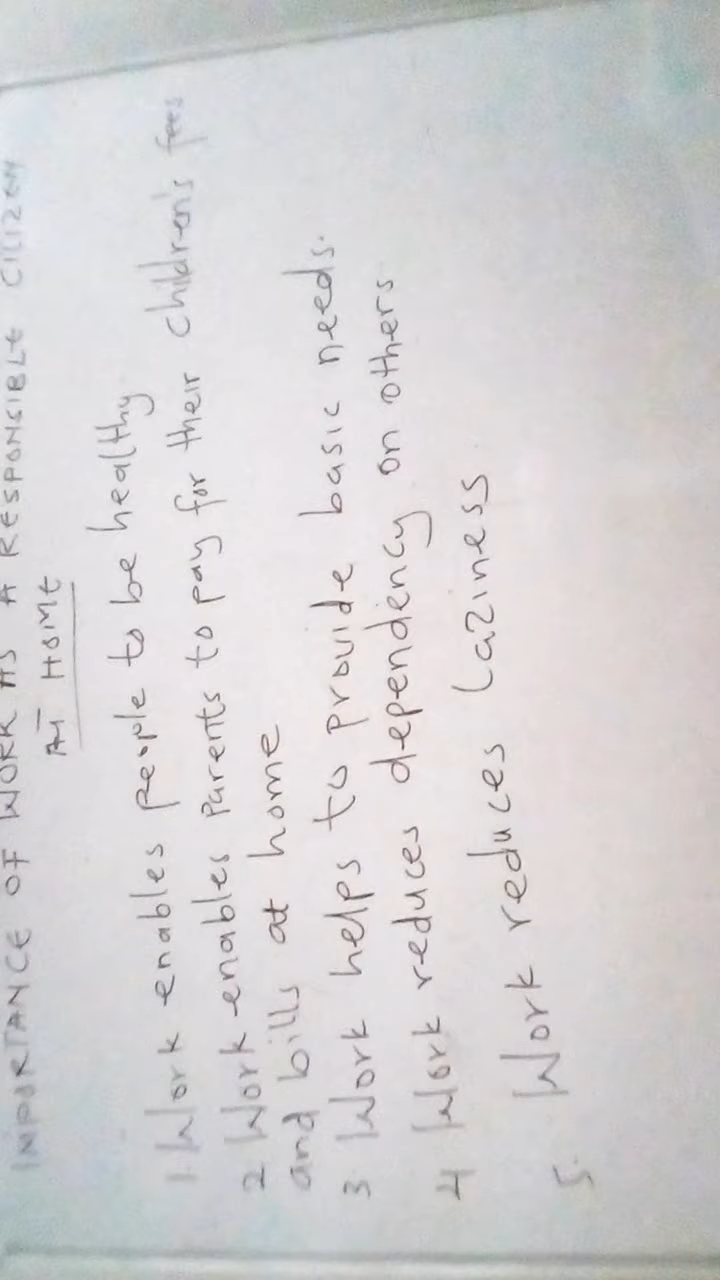 IMPORTANCE OF WORK AS A RESPONSIBLE CITIZEN
AT HOME
1. Work enables people to be healthy
2 Work enables Parents to pay for their children's fees
and bills at home
3 Work helps to provide basic needs.
4 Work reduces dependency on others
5. Work reduces Laziness